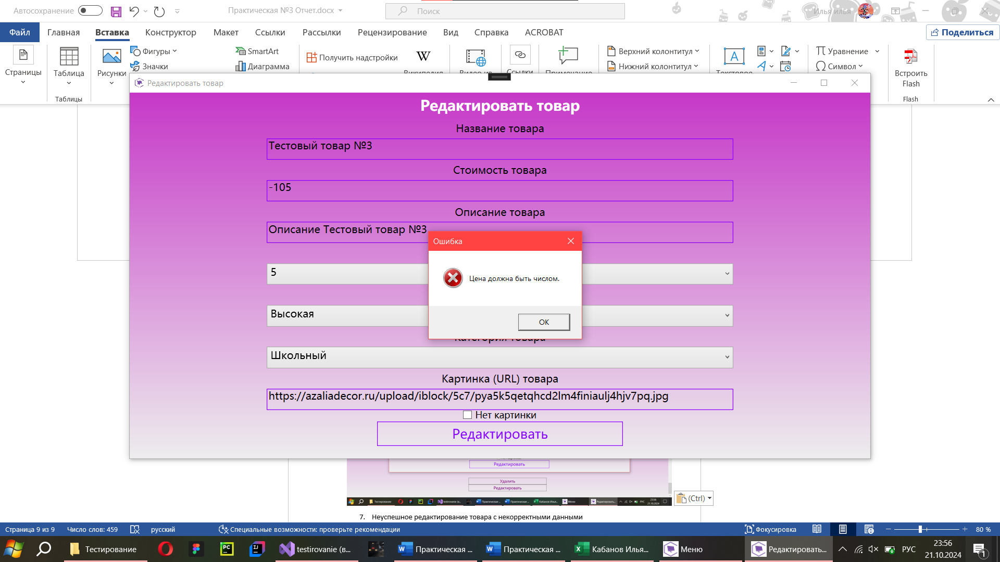 Автосохранение
Практическая №3 Отчет.docx
Поиск
Илья илья
Файл
Главная
Вставка
Конструктор
Макет
Ссылки
Рассылки
Рецензирование
Вид
Справка
ACROBAT
Поделиться
Страницы
Таблица
Таблицы
Рисунки
Фигуры
Значки
SmartArt
Диаграмма
Получить надстройки
W
Википедия
Видео из
Ссылки
Примечание
Верхний колонтитул
Нижний колонтитул
Текстовое
Уравнение
Символ
Встроить
Flash
Flash
Редактировать товар
Редактировать товар
Название товара
Тестовый товар №3
Стоимость товара
-105
Описание товара
Описание Тестовый товар №3
Ошибка
Цена должна быть числом.
ОК
5
Высокая
Категория товара
Школьный
Картинка (URL) товара
https://azaliadecor.ru/upload/iblock/5c7/pya5k5qetqhcd2lm4finiaulj4hjv7pq.jpg
Нет картинки
Редактировать
Редактировать
Удалить
Редактировать
(Ctrl)
7. Неуспешное редактирование товара с некорректными данными
Страница 9 из 9
Число слов: 459
русский
Специальные возможности: проверьте рекомендации
Фокусировка
80 %
Тестирование
PC
IJ
testirovanie (в...
Практическая ...
Практическая ...
Кабанов Илья...
Меню
Редактировать...
РУС
23:56
21.10.2024
1